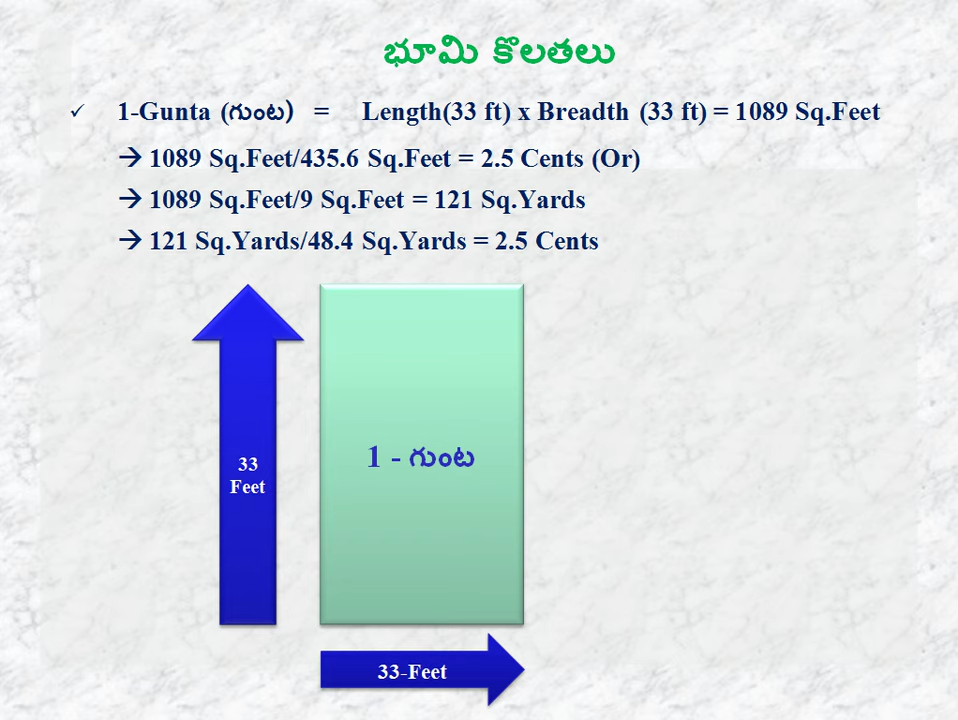 భూమి కొలతలు
✓ 1-Gunta (గుంట) = Length(33 ft) x Breadth (33 ft) = 1089 Sq.Feet
→ 1089 Sq.Feet/435.6 Sq.Feet = 2.5 Cents (Or)
→ 1089 Sq.Feet/9 Sq.Feet = 121 Sq.Yards
→ 121 Sq.Yards/48.4 Sq.Yards = 2.5 Cents
1 - గుంట
33
Feet
33-Feet